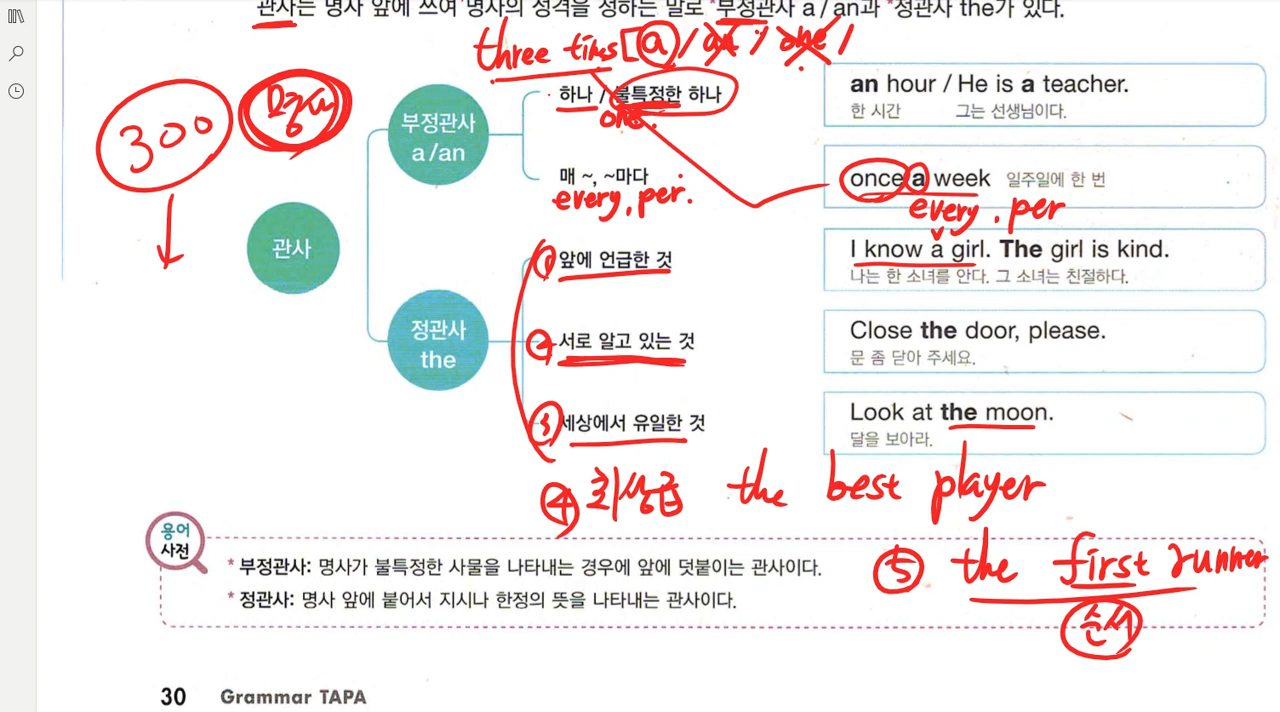 관사는 명사 앞에 쓰여 명사의 성격을 정하는 말로 *부정관사 a / an과 *정관사 the가 있다.
three times [a / an / one /
300
명사
하나 / 불특정한 하나
one.
부정관사
a / an
매 ~, ~마다
every, per.
an hour / He is a teacher.
한 시간 그는 선생님이다.
once a week 일주일에 한 번
every, per
관사
① 앞에 언급한 것
I know a girl. The girl is kind.
나는 한 소녀를 안다. 그 소녀는 친절하다.
정관사
the
② 서로 알고 있는 것
Close the door, please.
문 좀 닫아 주세요.
③ 세상에서 유일한 것
Look at the moon.
달을 보아라.
④ 최상급 the best player
⑤ the first runner
순서
용어
사전
* 부정관사: 명사가 불특정한 사물을 나타내는 경우에 앞에 덧붙이는 관사이다.
* 정관사: 명사 앞에 붙어서 지시나 한정의 뜻을 나타내는 관사이다.
30 Grammar TAPA